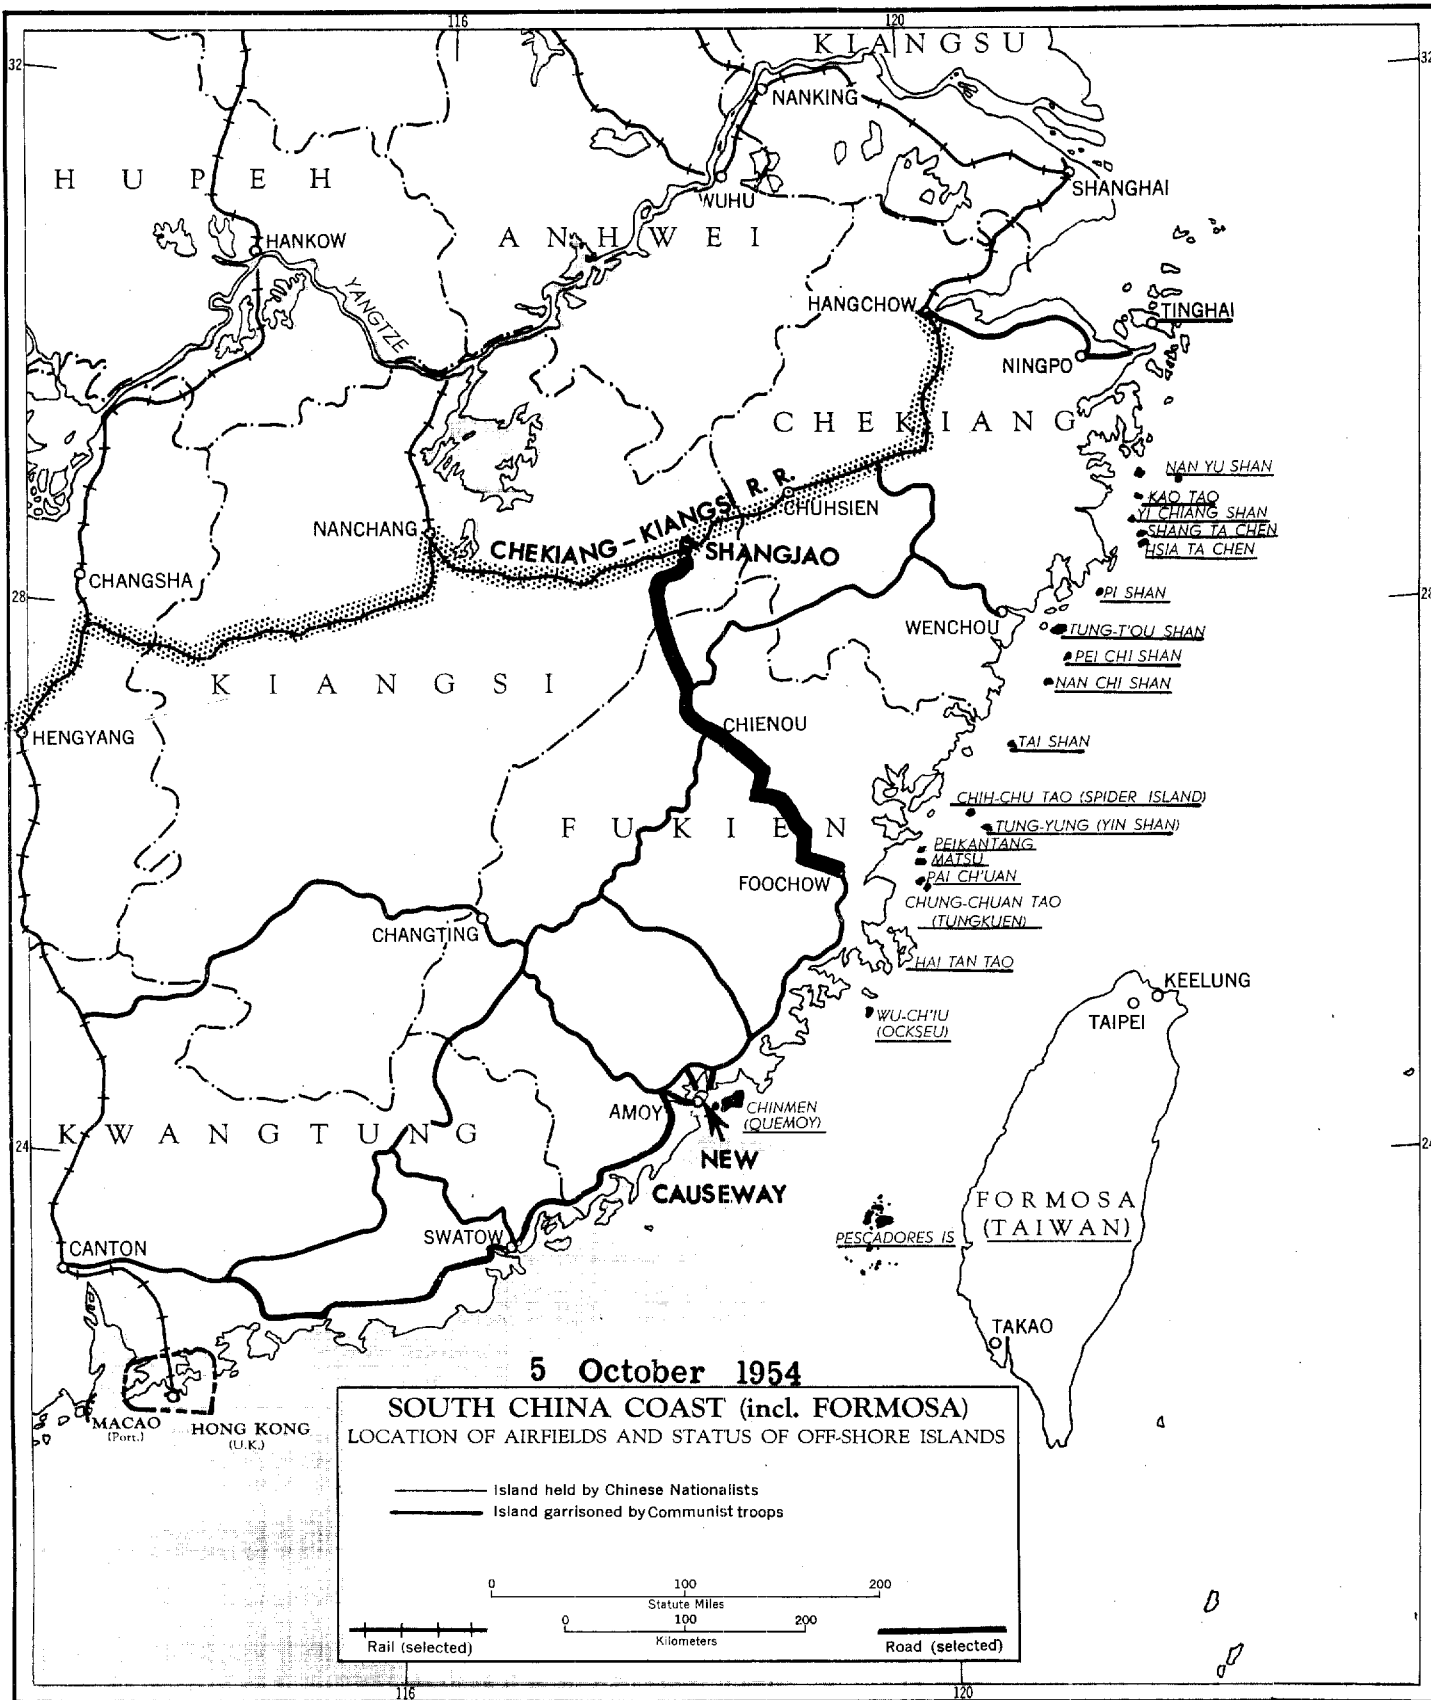 116
120
KIANGSU
32
32
NANKING
SHANGHAI
HUPEH
WUHU
ANHWEI
HANKOW
YANGTZE
HANGCHOW
TINGHAI
NINGPO
CHEKIANG
NAN YU SHAN
KAO TAO
YI CHIANG SHAN
SHANG TA CHEN
HSIA TA CHEN
CHUHSIEN
NANCHANG
CHEKIANG-KIANGSI R. R.
SHANGJAO
CHANGSHA
28
28
PI SHAN
WENCHOU
TUNG-T'OU SHAN
PEI CHI SHAN
NAN CHI SHAN
KIANGSI
HENGYANG
CHIENOU
TAI SHAN
CHIH-CHU TAO (SPIDER ISLAND)
TUNG-YUNG (YIN SHAN)
FUKIEN
PEIKANTANG
MATSU
PAI CH'UAN
FOOCHOW
CHUNG-CHUAN TAO
(TUNGKUEN)
CHANGTING
HAI TAN TAO
KEELUNG
TAIPEI
WU-CH'IU
(OCKSEU)
AMOY
CHINMEN
(QUEMOY)
KWANGTUNG
24
24
NEW
CAUSEWAY
FORMOSA
(TAIWAN)
PESCADORES IS
SWATOW
CANTON
TAKAO
MACAO
(Port.)
HONG KONG
(U.K.)
5 October 1954
SOUTH CHINA COAST (incl. FORMOSA)
LOCATION OF AIRFIELDS AND STATUS OF OFF-SHORE ISLANDS
Island held by Chinese Nationalists
Island garrisoned by Communist troops
0 100 200
Statute Miles
0 100 200
Kilometers
Rail (selected)
Road (selected)
116
120